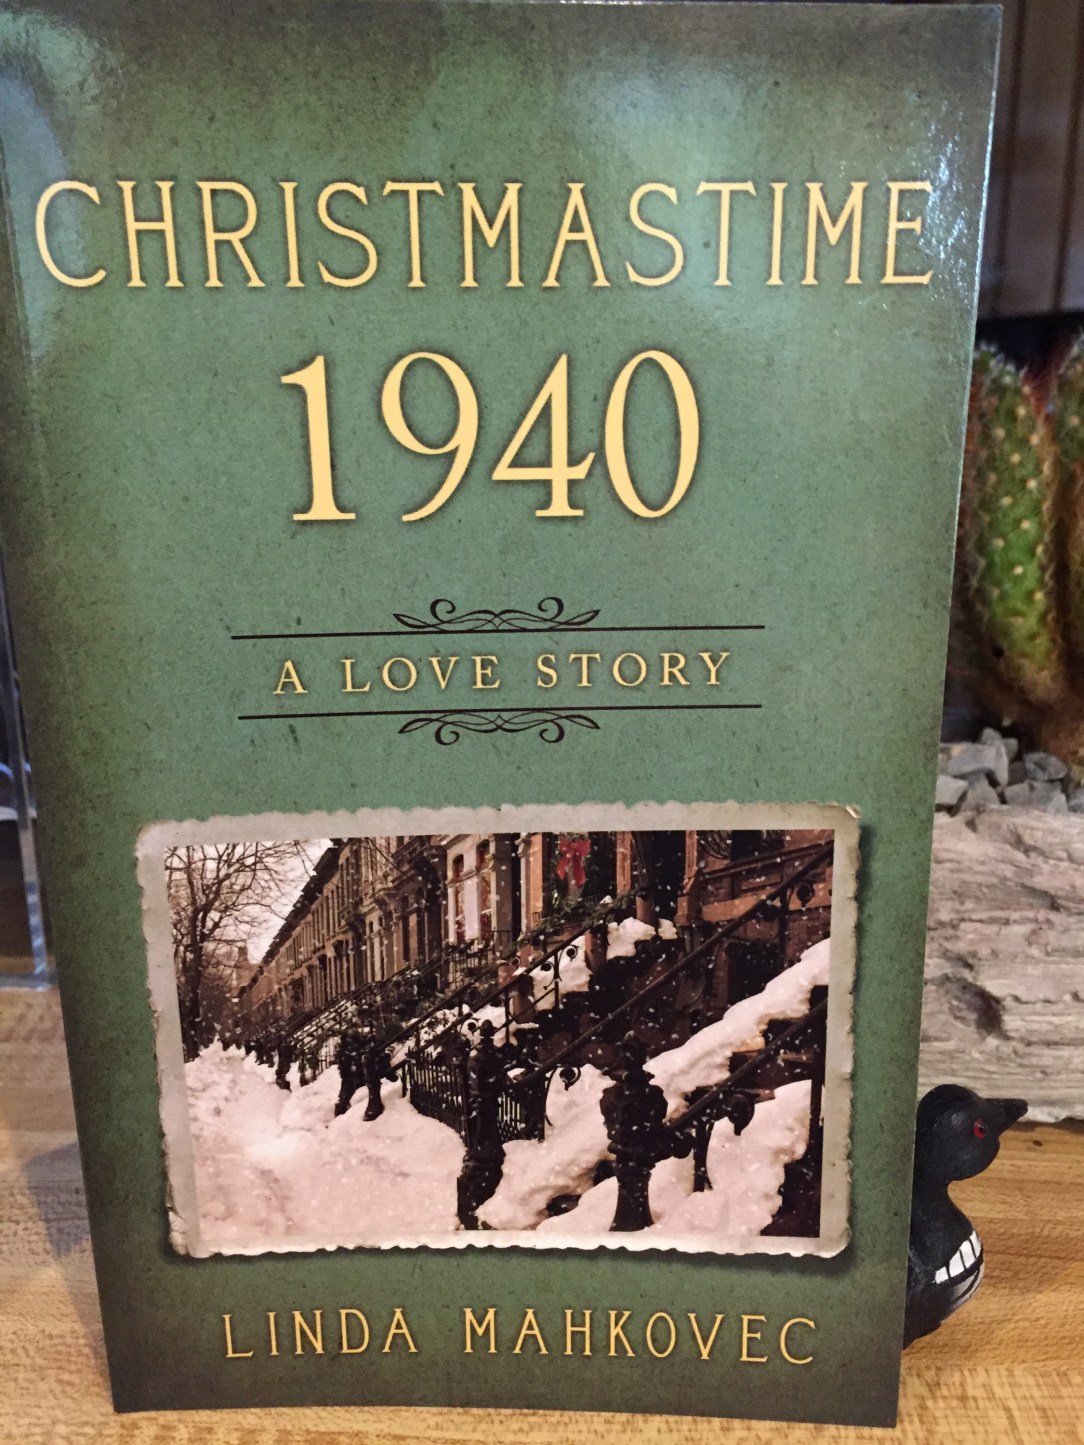 CHRISTMASTIME
1940
A LOVE STORY
LINDA MAHKOVEC